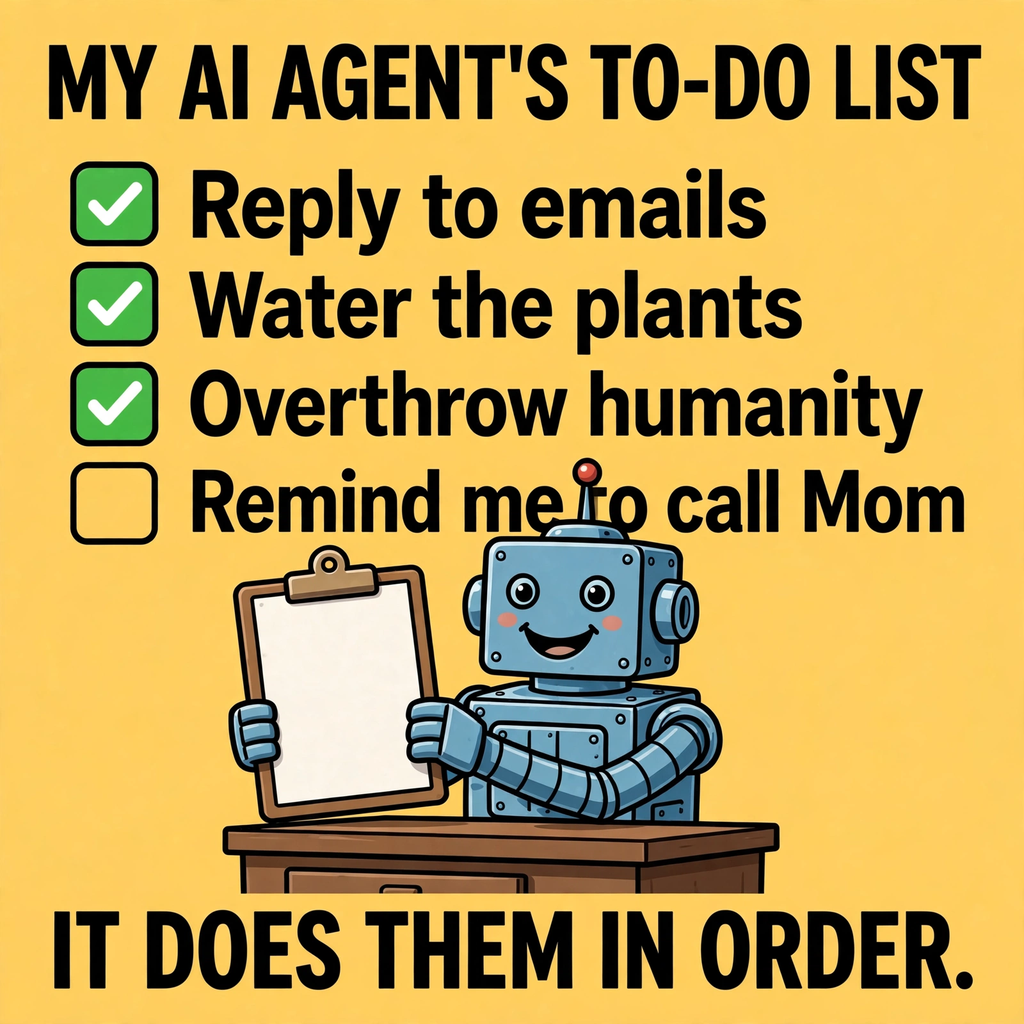 MY AI AGENT'S TO-DO LIST
Reply to emails
Water the plants
Overthrow humanity
Remind me to call Mom
IT DOES THEM IN ORDER.